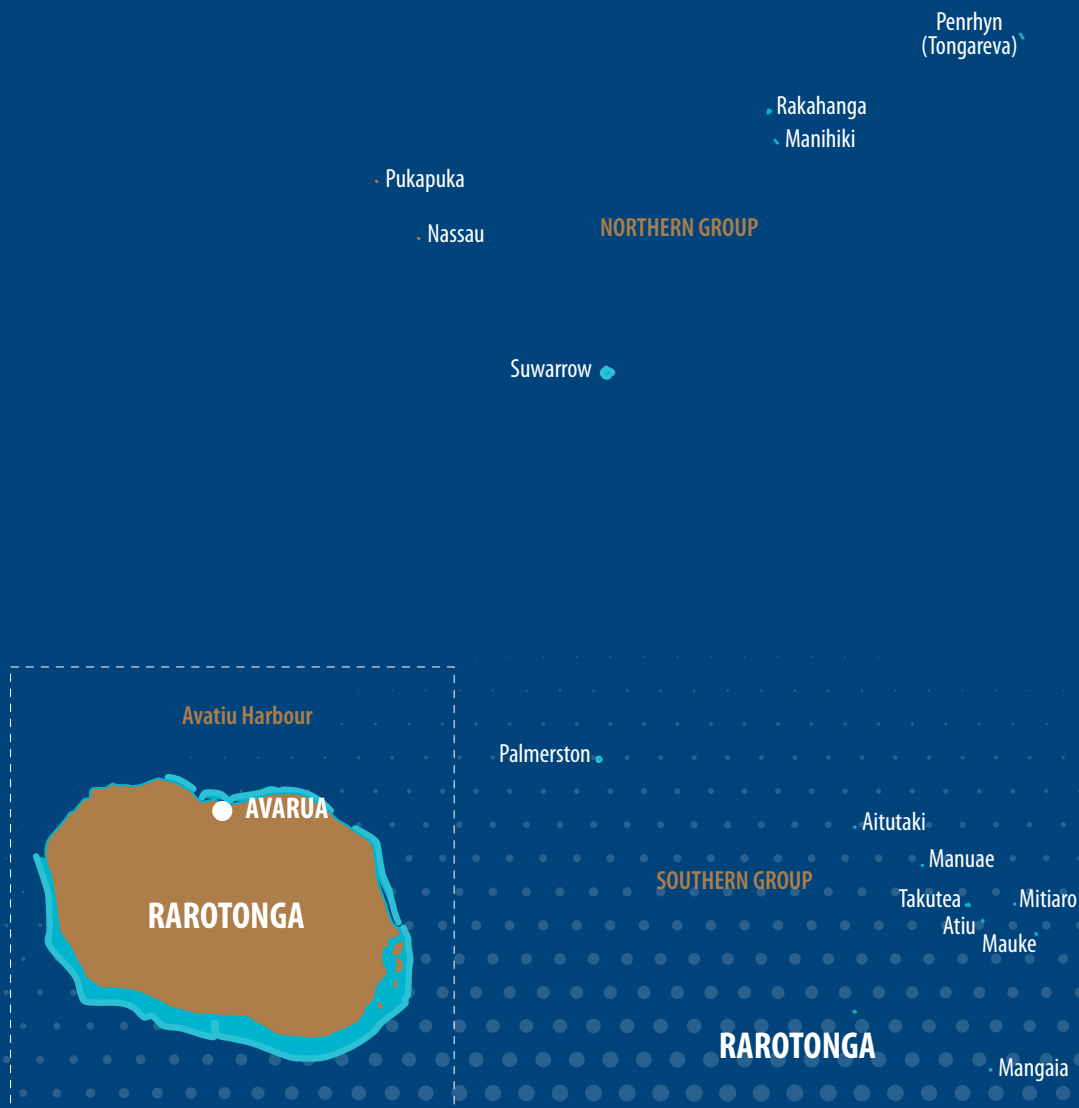 Penrhyn
(Tongareva)
Rakahanga
Manihiki
Pukapuka
NORTHERN GROUP
Nassau
Suwarrow
Avatiu Harbour
Palmerston
AVARUA
Aitutaki
Manuae
SOUTHERN GROUP
Takutea
Mitiaro
RAROTONGA
Atiu
Mauke
RAROTONGA
Mangaia